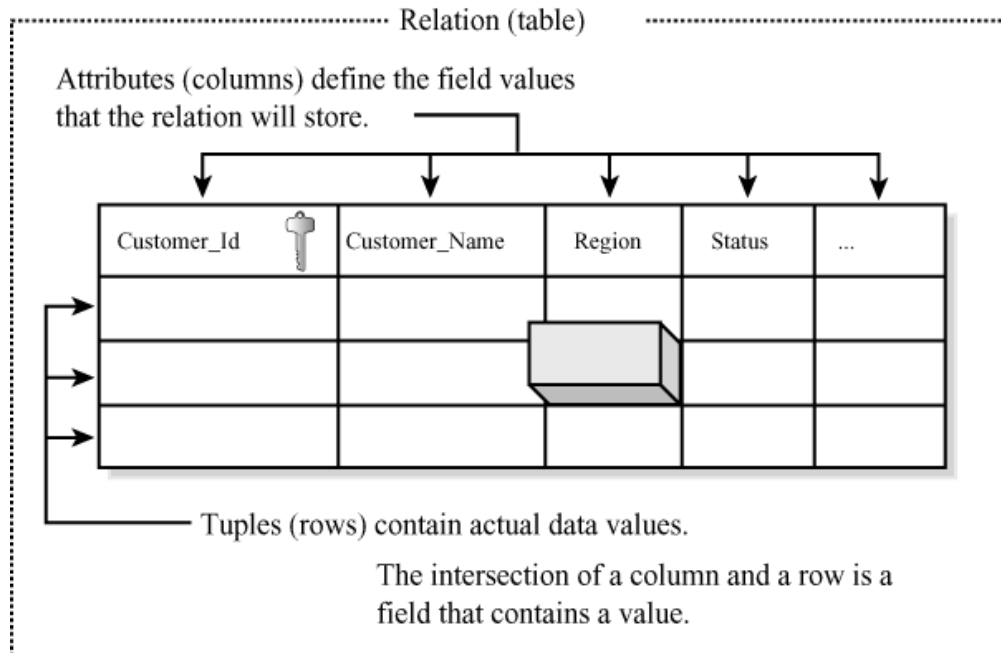 Relation (table)
Attributes (columns) define the field values
that the relation will store.
Customer_Id
Customer_Name
Region
Status
...
Tuples (rows) contain actual data values.
The intersection of a column and a row is a
field that contains a value.